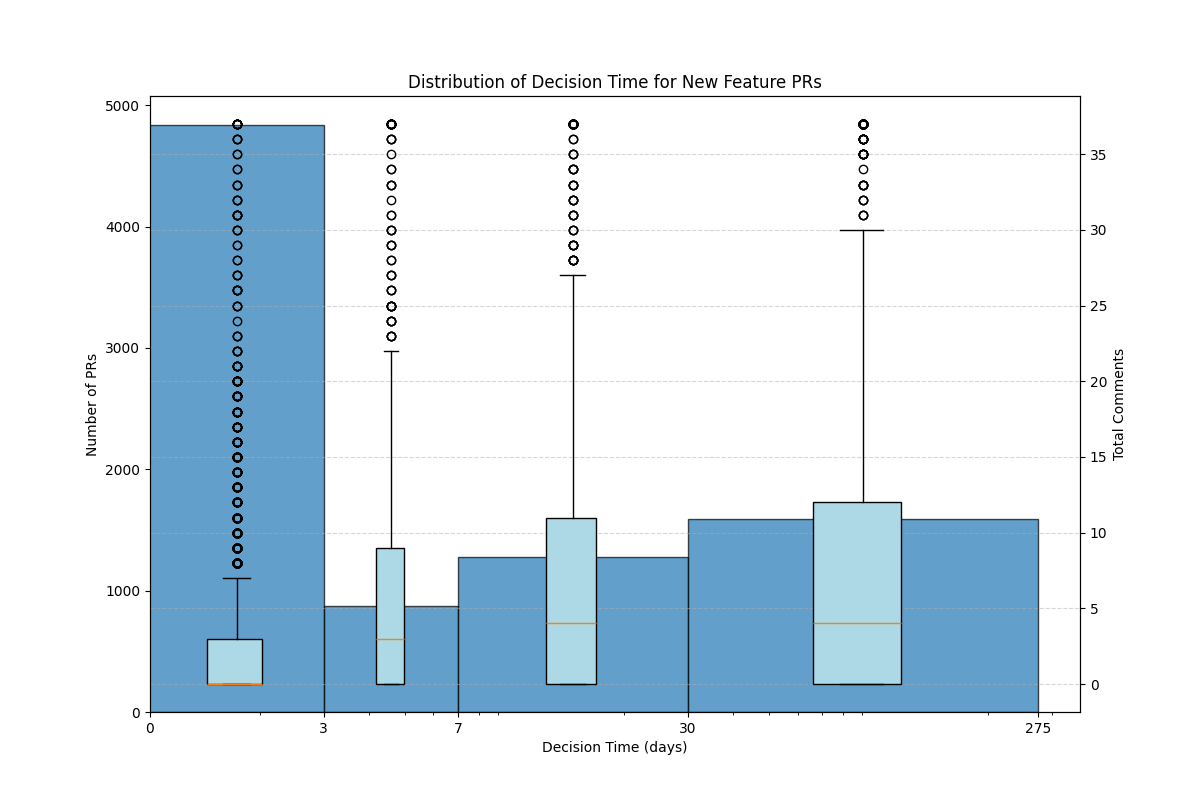 Distribution of Decision Time for New Feature PRs
5000
4000
3000
2000
1000
0
Number of PRs
35
30
25
20
15
10
5
0
Total Comments
0 3 7 30 275
Decision Time (days)